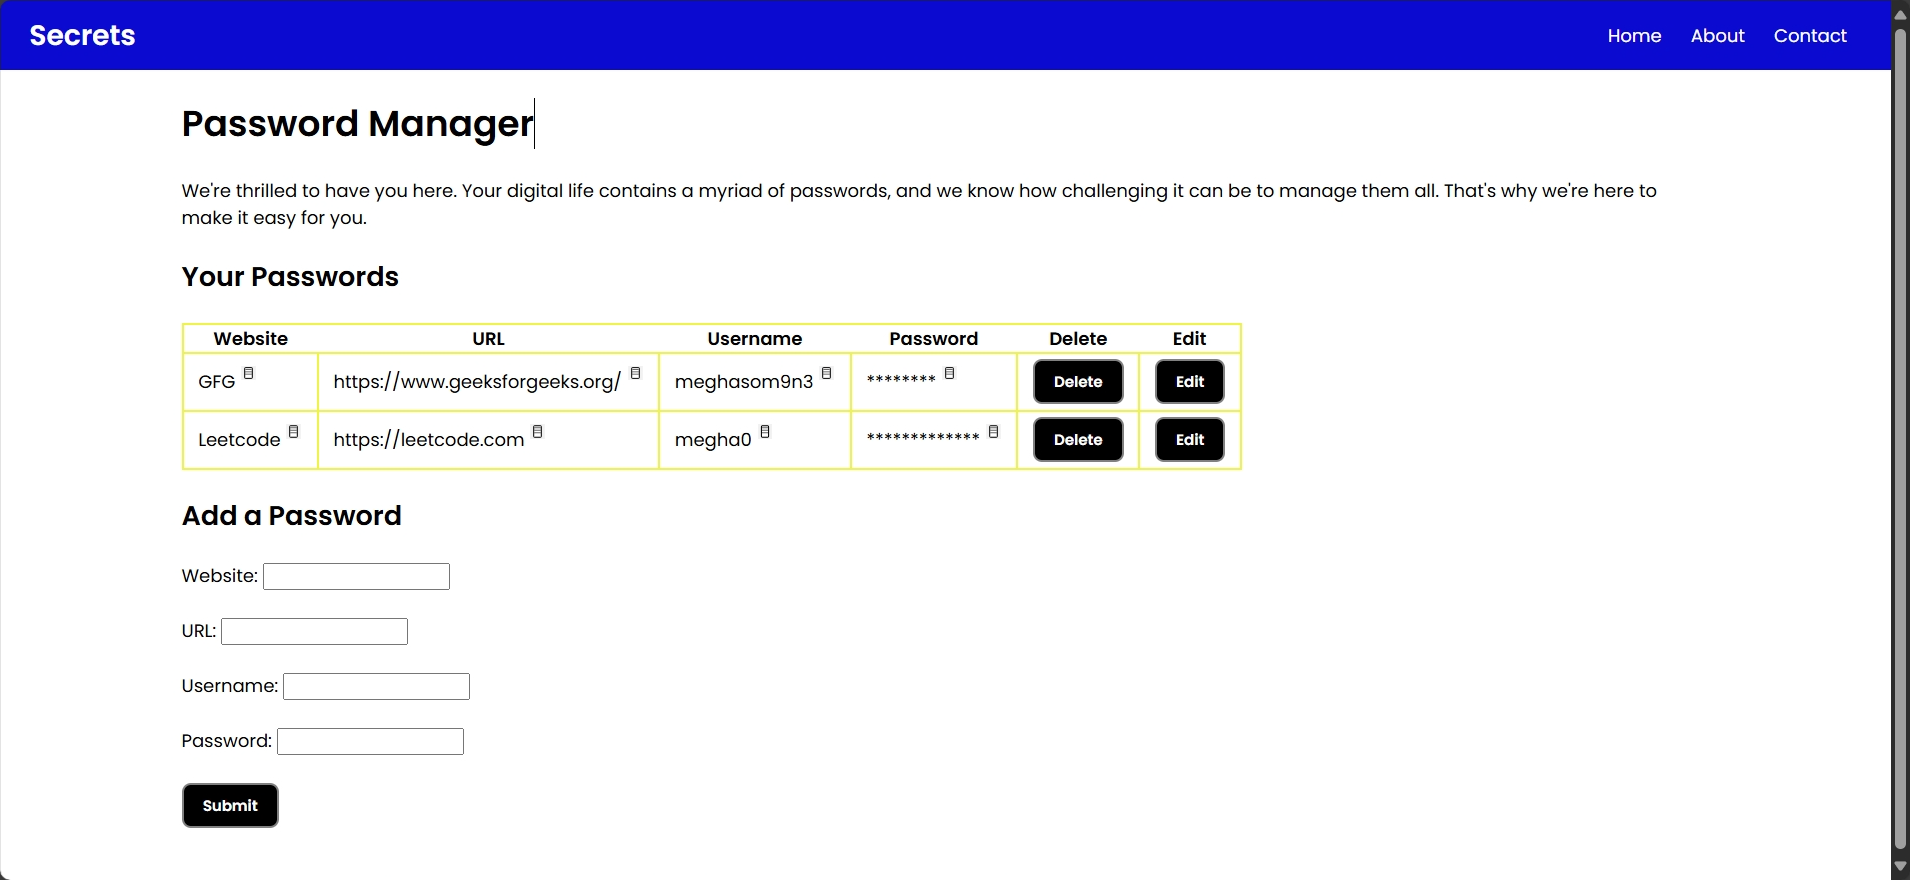 Secrets
Home About Contact
Password Manager
We're thrilled to have you here. Your digital life contains a myriad of passwords, and we know how challenging it can be to manage them all. That's why we're here to
make it easy for you.
Your Passwords
Website URL Username Password Delete Edit
GFG https://www.geeksforgeeks.org/ meghasom9n3 ******** Delete Edit
Leetcode https://leetcode.com megha0 ************* Delete Edit
Add a Password
Website:
URL:
Username:
Password:
Submit